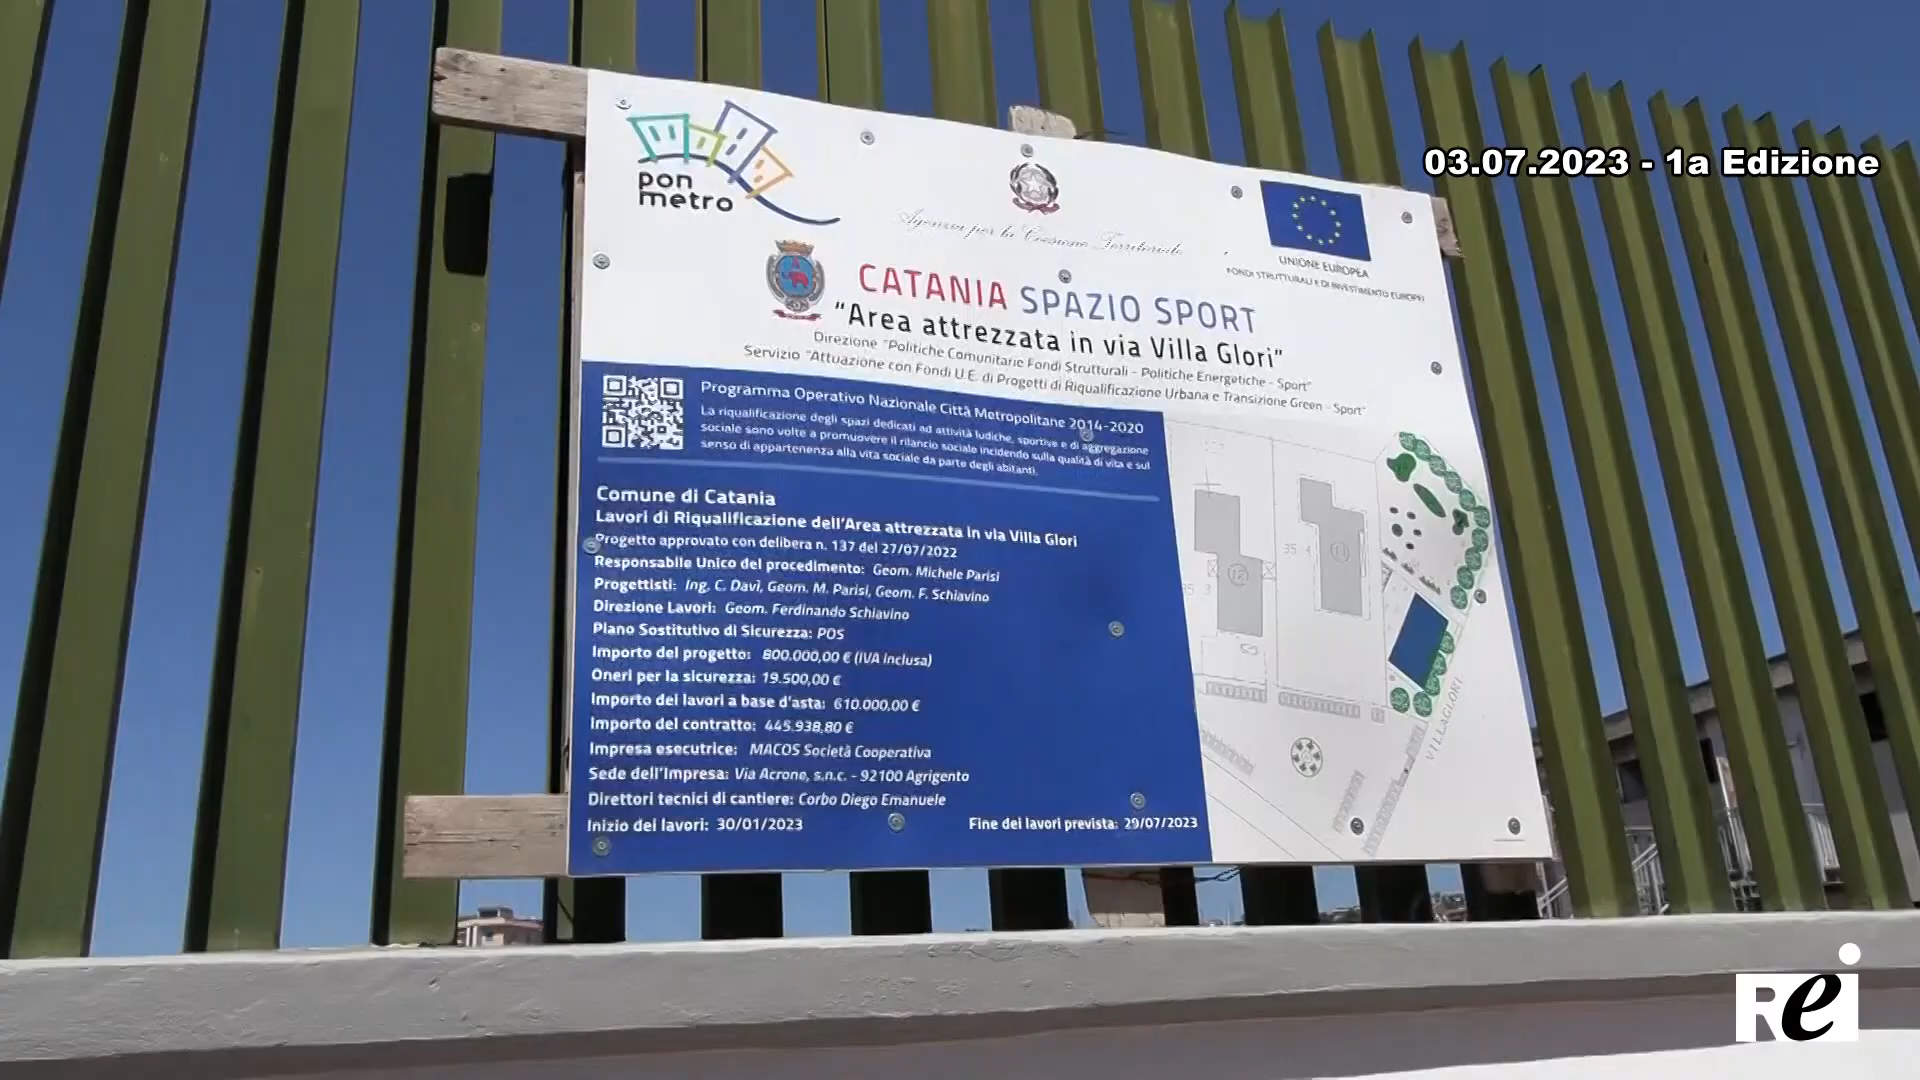 03.07.2023 - 1a Edizione
pon
metro
Agenzia per la Coesione Territoriale
UNIONE EUROPEA
FONDI STRUTTURALI E DI INVESTIMENTO EUROPEI
CATANIA SPAZIO SPORT
"Area attrezzata in via Villa Glori"
Direzione "Politiche Comunitarie Fondi Strutturali - Politiche Energetiche - Sport"
Servizio "Attuazione con Fondi U.E. di Progetti di Riqualificazione Urbana e Transizione Green - Sport"
Programma Operativo Nazionale Città Metropolitane 2014-2020
La riqualificazione degli spazi dedicati ad attività ludiche, sportive e di aggregazione
sociale sono volte a promuovere il rilancio sociale incidendo sulla qualità di vita e sul
senso di appartenenza alla vita sociale da parte degli abitanti.
Comune di Catania
Lavori di Riqualificazione dell'Area attrezzata in via Villa Glori
Progetto approvato con delibera n. 137 del 27/07/2022
Responsabile Unico del procedimento: Geom. Michele Parisi
Progettisti: Ing. C. Davì, Geom. M. Parisi, Geom. F. Schiavino
Direzione Lavori: Geom. Ferdinando Schiavino
Piano Sostitutivo di Sicurezza: POS
Importo del progetto: 800.000,00 € (IVA inclusa)
Oneri per la sicurezza: 19.500,00 €
Importo dei lavori a base d'asta: 610.000,00 €
Importo del contratto: 445.938,80 €
Impresa esecutrice: MACOS Società Cooperativa
Sede dell'Impresa: Via Acrone, s.n.c. - 92100 Agrigento
Direttori tecnici di cantiere: Corbo Diego Emanuele
Inizio dei lavori: 30/01/2023
Fine dei lavori prevista: 29/07/2023
35 4
11
12
35 3
VILLA GLORI
Rei